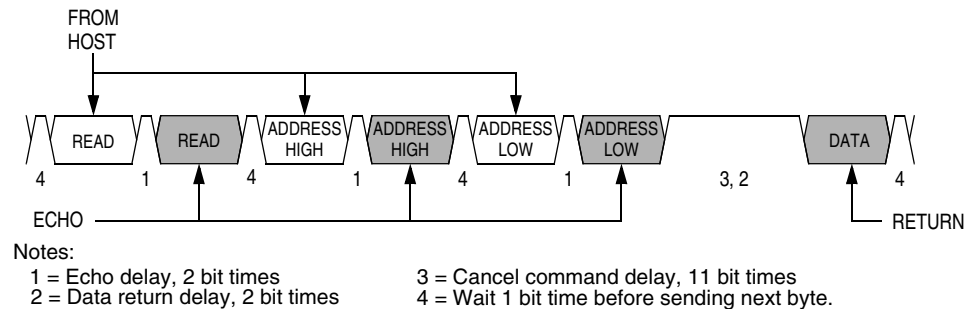 FROM
HOST
READ READ ADDRESS HIGH ADDRESS HIGH ADDRESS LOW ADDRESS LOW DATA
4 1 4 1 4 1 3, 2 4
ECHO RETURN
Notes:
1 = Echo delay, 2 bit times 3 = Cancel command delay, 11 bit times
2 = Data return delay, 2 bit times 4 = Wait 1 bit time before sending next byte.